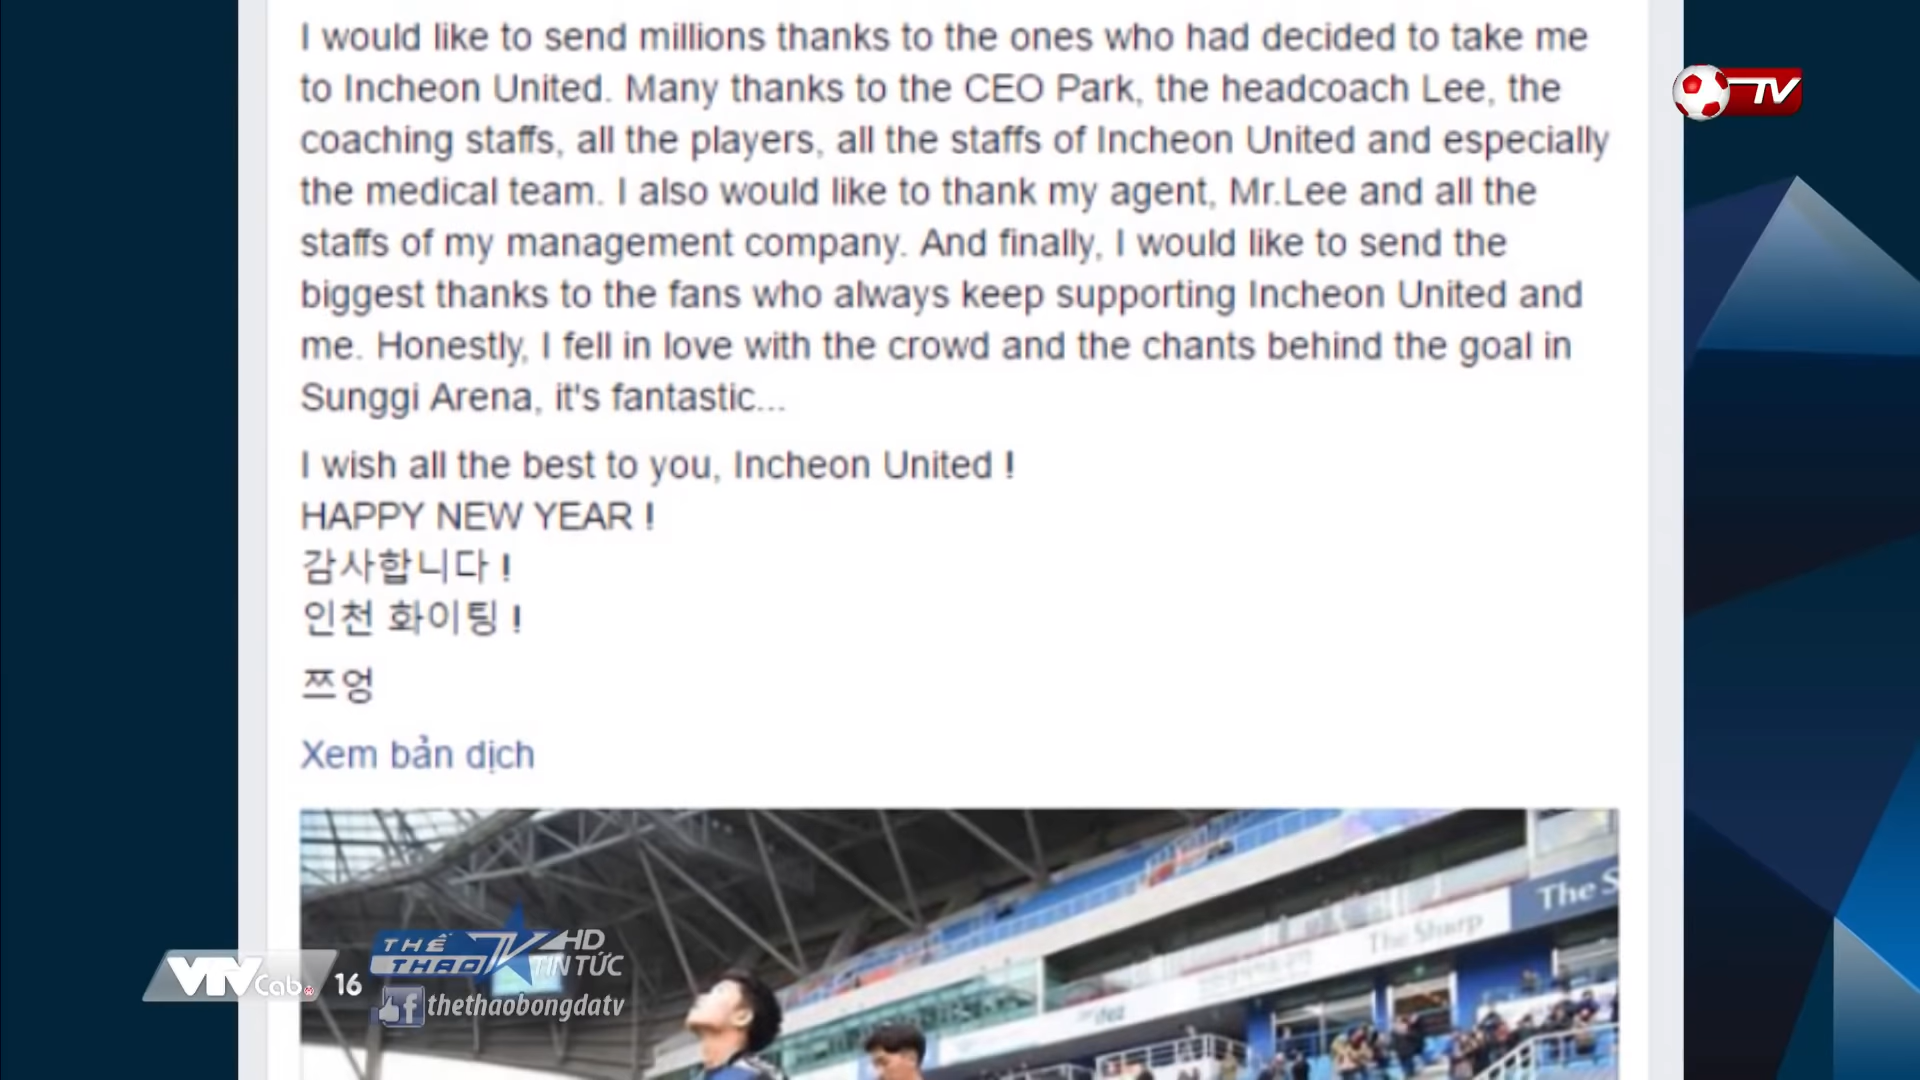 I would like to send millions thanks to the ones who had decided to take me
to Incheon United. Many thanks to the CEO Park, the headcoach Lee, the
coaching staffs, all the players, all the staffs of Incheon United and especially
the medical team. I also would like to thank my agent, Mr.Lee and all the
staffs of my management company. And finally, I would like to send the
biggest thanks to the fans who always keep supporting Incheon United and
me. Honestly, I fell in love with the crowd and the chants behind the goal in
Sunggi Arena, it's fantastic...
I wish all the best to you, Incheon United !
HAPPY NEW YEAR !
감사합니다 !
인천 화이팅 !
쯔엉
Xem bản dịch
TV
The S
The Sharp
VTVCab 16
THỂ THAO TV HD
TIN TỨC
f thethaobongdatv